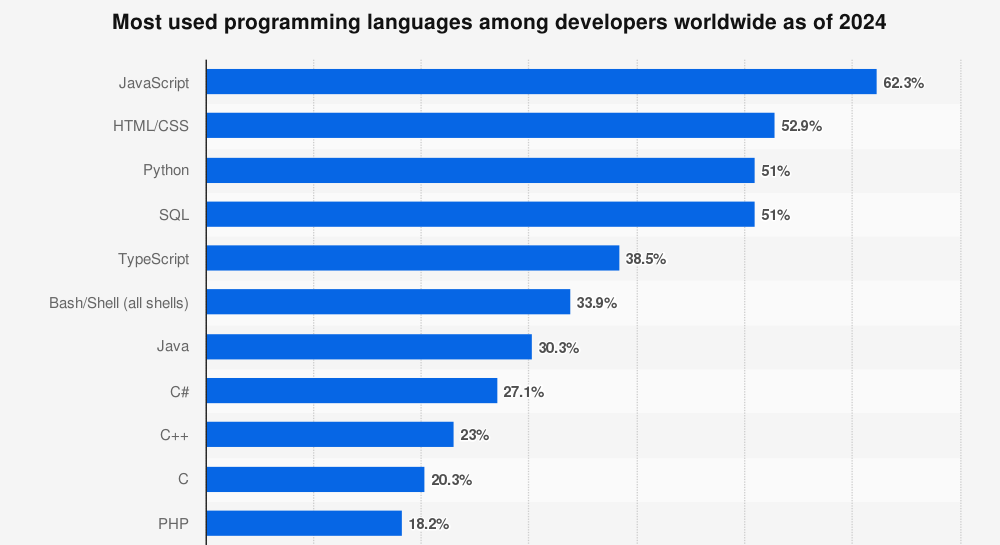 Most used programming languages among developers worldwide as of 2024
JavaScript 62.3%
HTML/CSS 52.9%
Python 51%
SQL 51%
TypeScript 38.5%
Bash/Shell (all shells) 33.9%
Java 30.3%
C# 27.1%
C++ 23%
C 20.3%
PHP 18.2%